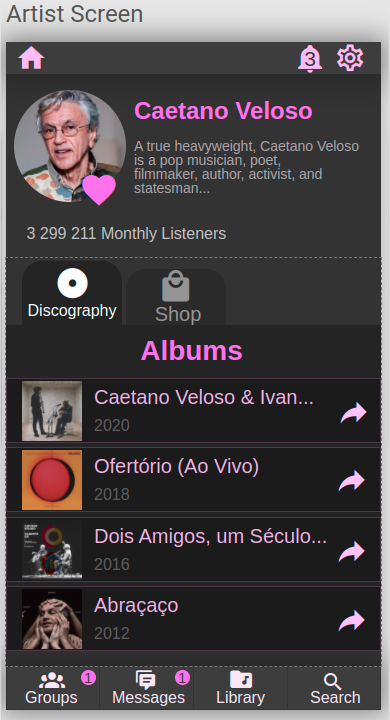 Artist Screen
3
Caetano Veloso
A true heavyweight, Caetano Veloso
is a pop musician, poet,
filmmaker, author, activist, and
statesman...
3 299 211 Monthly Listeners
Discography
Shop
Albums
Caetano Veloso & Ivan...
2020
Ofertório (Ao Vivo)
2018
Dois Amigos, um Século...
2016
Abraçaço
2012
1
1
Groups
Messages
Library
Search